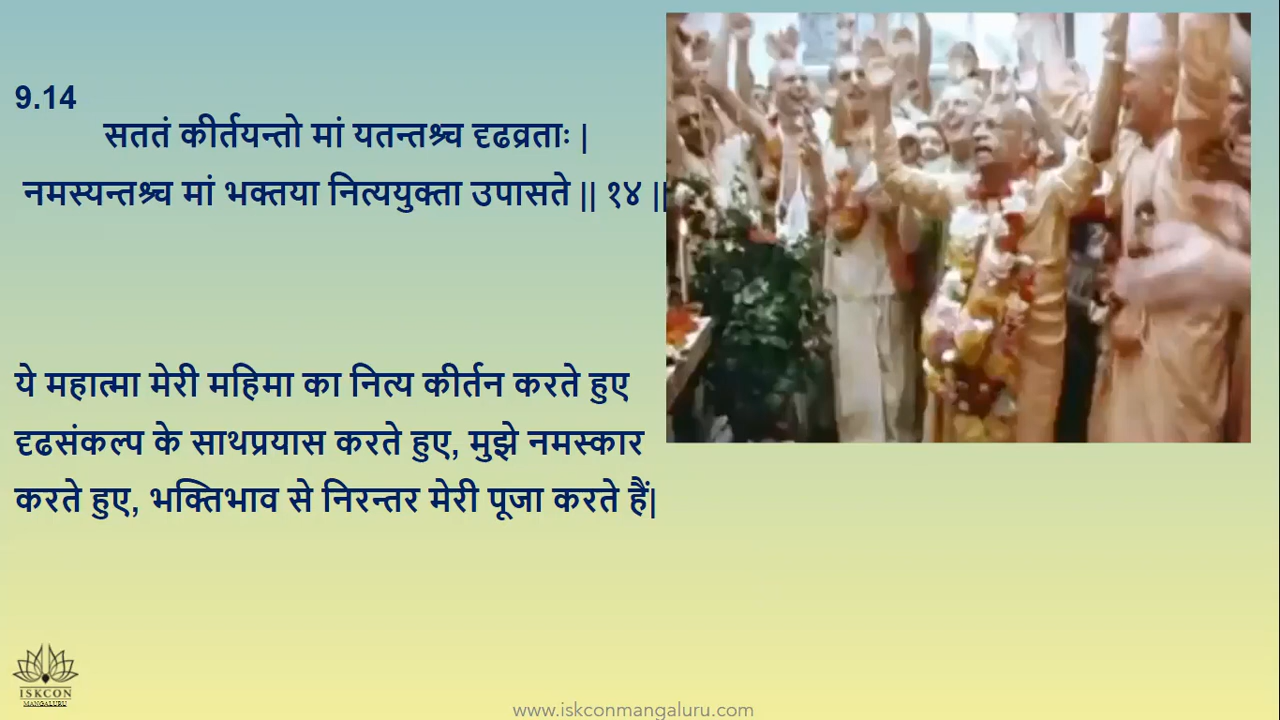 9.14
सततं कीर्तयन्तो मां यतन्तश्र्च दृढव्रताः |
नमस्यन्तश्र्च मां भक्तया नित्ययुक्ता उपासते || १४ ||
ये महात्मा मेरी महिमा का नित्य कीर्तन करते हुए
दृढसंकल्प के साथप्रयास करते हुए, मुझे नमस्कार
करते हुए, भक्तिभाव से निरन्तर मेरी पूजा करते हैं|
ISKCON
MANGALURU
www.iskconmangaluru.com